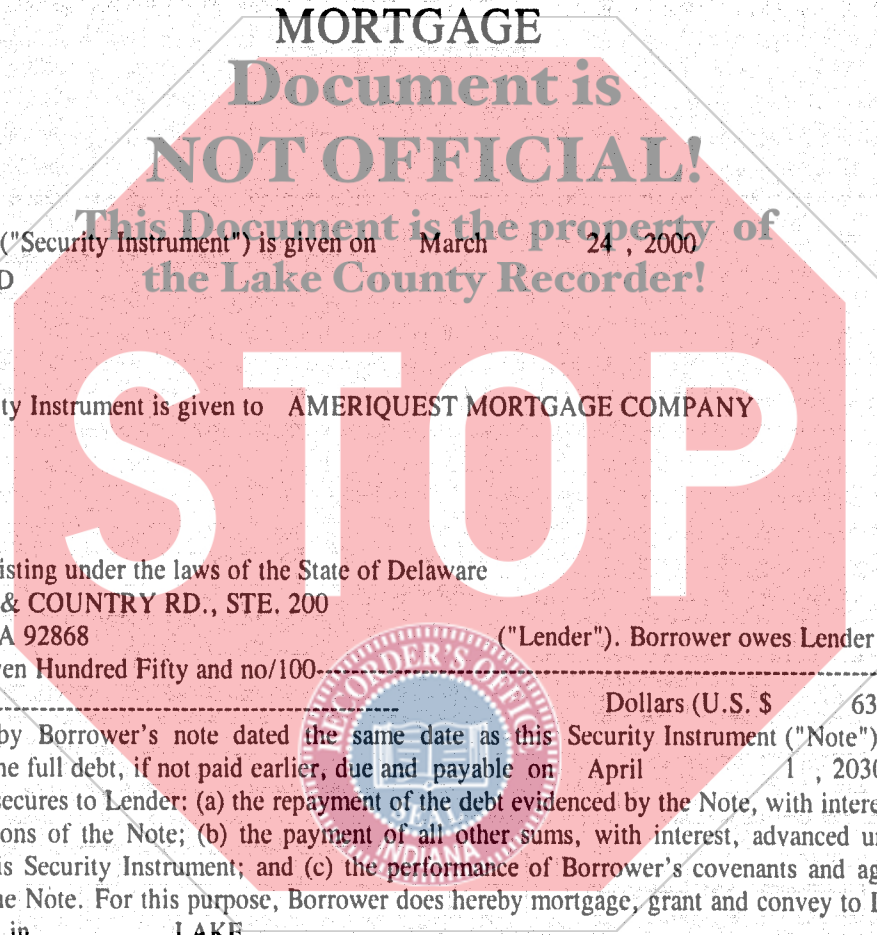 MORTGAGE
Document is
NOT OFFICIAL!
This Document is the property of
the Lake County Recorder!
("Security Instrument") is given on March 24 , 2000
D
STOP
ty Instrument is given to AMERIQUEST MORTGAGE COMPANY
isting under the laws of the State of Delaware
& COUNTRY RD., STE. 200
A 92868 ("Lender"). Borrower owes Lender
en Hundred Fifty and no/100-----------------------------------------------------------
---------------------------------------- Dollars (U.S. $ 63
by Borrower's note dated the same date as this Security Instrument ("Note")
he full debt, if not paid earlier, due and payable on April 1 , 2030
secures to Lender: (a) the repayment of the debt evidenced by the Note, with intere
ons of the Note; (b) the payment of all other sums, with interest, advanced u
is Security Instrument; and (c) the performance of Borrower's covenants and ag
he Note. For this purpose, Borrower does hereby mortgage, grant and convey to L
in LAKE
RECORDER'S OFFICE
SEAL
INDIANA